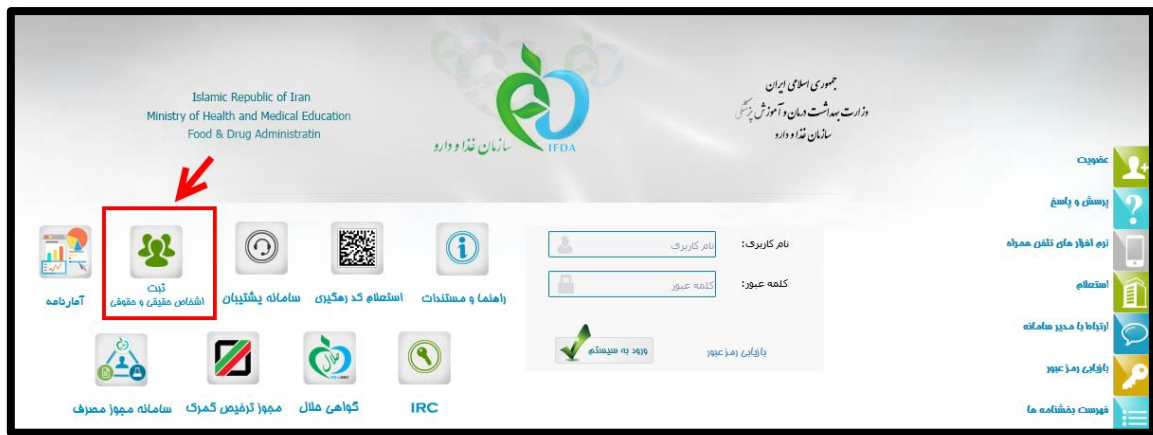 Islamic Republic of Iran
Ministry of Health and Medical Education
Food & Drug Administratin
سازمان غذا و دارو
IFDA
جمهوری اسلامی ایران
وزارت بهداشت درمان و آموزش پزشکی
سازمان غذا و دارو
عضویت
پرسش و پاسخ
نرم افزار های تلفن همراه
استعلام
ارتباط با مدیر سامانه
بازیابی رمز عبور
فهرست بخشنامه ها
نام کاربری:
نام کاربری
کلمه عبور:
کلمه عبور
بازیابی رمز عبور
ورود به سیستم
راهنما و مستندات
استعلام کد رهگیری
سامانه پشتیبان
ثبت
اشخاص حقیقی و حقوقی
آمارنامه
IRC
گواهی حلال
مجوز ترخیص گمرک
سامانه مجوز مصرف